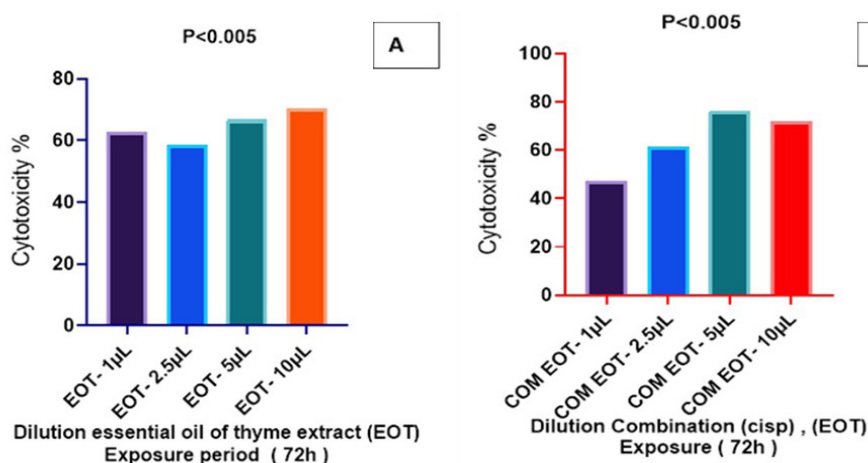 P<0.005
A
80
60
40
20
0
Cytotoxicity %
EOT- 1µL
EOT- 2.5µL
EOT- 5µL
EOT- 10µL
Dilution essential oil of thyme extract (EOT)
Exposure period ( 72h )
P<0.005
100
80
60
40
20
0
Cytotoxicity %
COM EOT- 1µL
COM EOT- 2.5µL
COM EOT- 5µL
COM EOT- 10µL
Dilution Combination (cisp) , (EOT)
Exposure ( 72h )